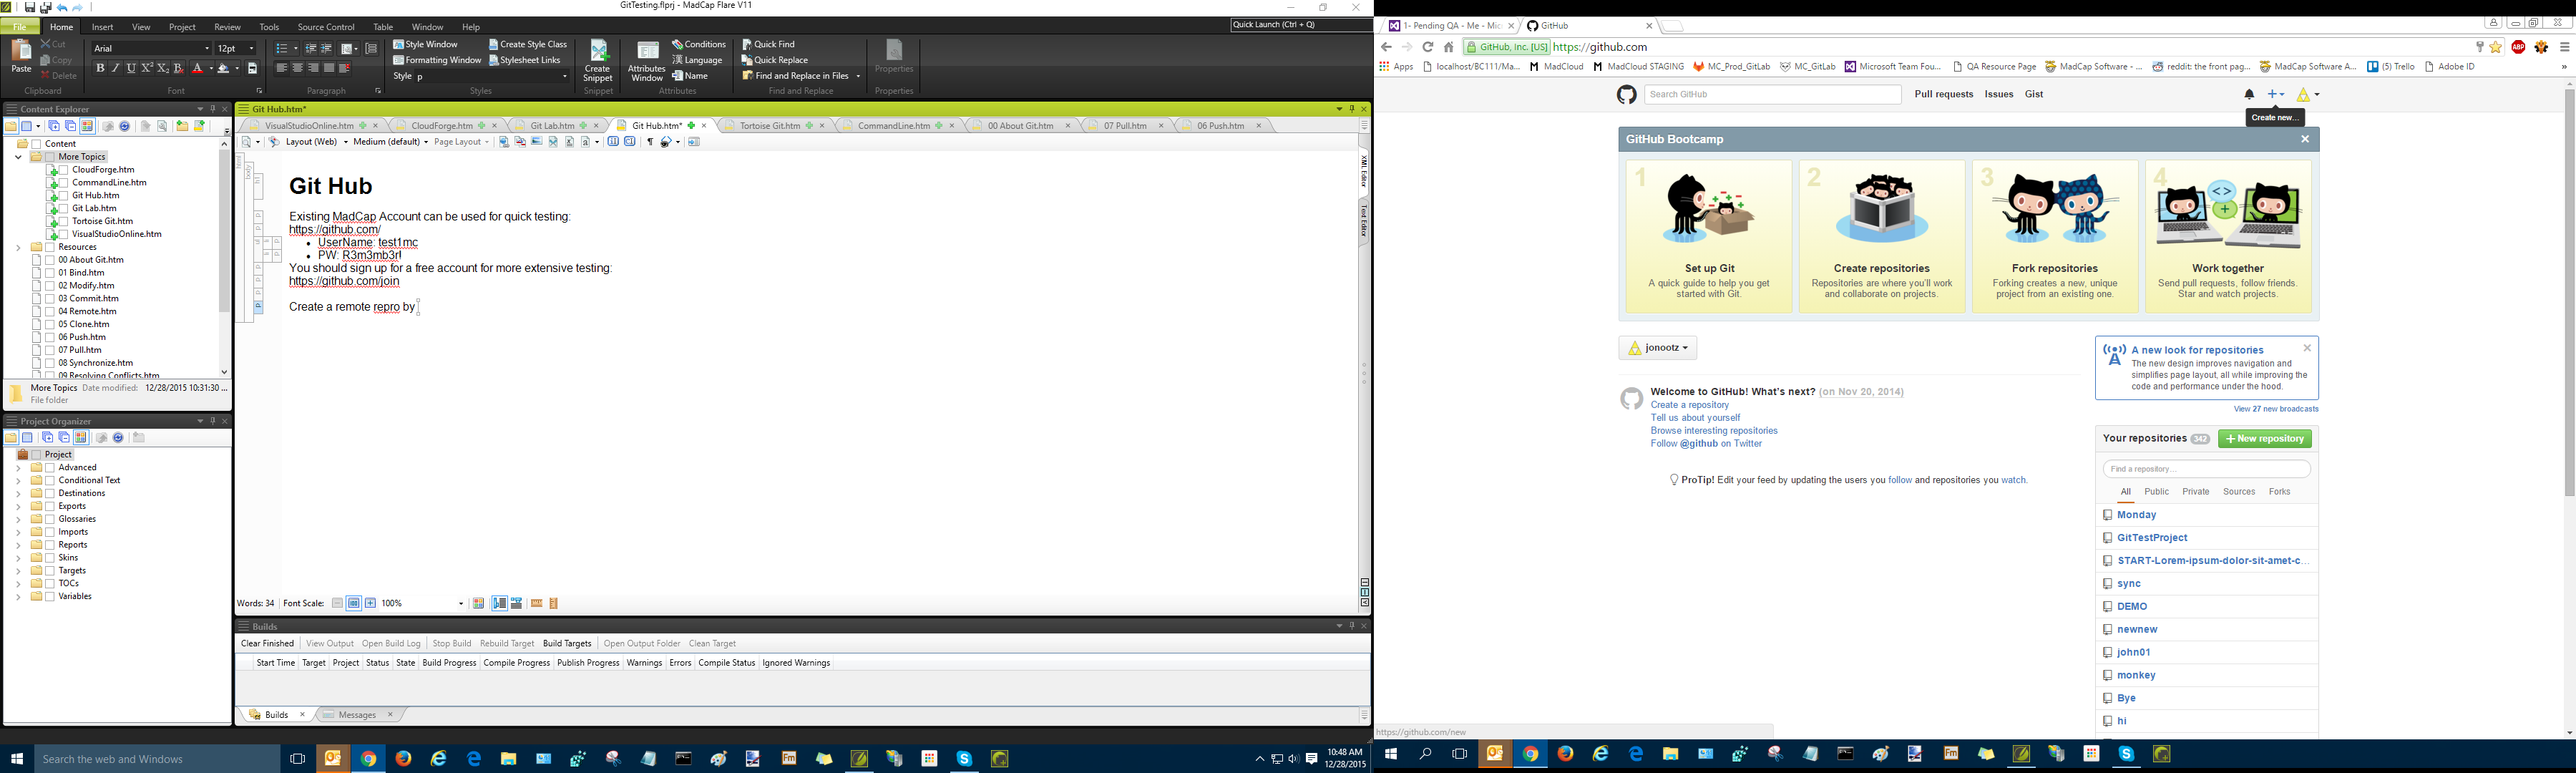 GitTesting.flprj - MadCap Flare V11
File Home Insert View Project Review Tools Source Control Table Window Help
Quick Launch (Ctrl + Q)
Paste
Cut
Copy
Delete
Clipboard
Arial 12pt
Font
Paragraph
Style Window
Formatting Window
Style p
Create Style Class
Stylesheet Links
Styles
Create Snippet
Snippet
Attributes Window
Conditions
Language
Name
Attributes
Quick Find
Quick Replace
Find and Replace in Files
Find and Replace
Properties
Properties
Content Explorer
Content
More Topics
CloudForge.htm
CommandLine.htm
Git Hub.htm
Git Lab.htm
Tortoise Git.htm
VisualStudioOnline.htm
Resources
00 About Git.htm
01 Bind.htm
02 Modify.htm
03 Commit.htm
04 Remote.htm
05 Clone.htm
06 Push.htm
07 Pull.htm
08 Synchronize.htm
09 Resolving Conflicts.htm
More Topics Date modified: 12/28/2015 10:31:30 ...
File folder
Project Organizer
Project
Advanced
Conditional Text
Destinations
Exports
Glossaries
Imports
Reports
Skins
Targets
TOCs
Variables
Git Hub.htm*
VisualStudioOnline.htm CloudForge.htm Git Lab.htm Git Hub.htm* Tortoise Git.htm CommandLine.htm 00 About Git.htm 07 Pull.htm 06 Push.htm
Layout (Web) Medium (default) Page Layout
XML Editor
Text Editor
Git Hub
Existing MadCap Account can be used for quick testing:
https://github.com/
UserName: test1mc
PW: R3m3mb3r!
You should sign up for a free account for more extensive testing:
https://github.com/join
Create a remote repro by
Words: 34 Font Scale: 100%
Builds
Clear Finished View Output Open Build Log Stop Build Rebuild Target Build Targets Open Output Folder Clean Target
Start Time Target Project Status State Build Progress Compile Progress Publish Progress Warnings Errors Compile Status Ignored Warnings
Builds Messages
Search the web and Windows
10:48 AM
12/28/2015
1- Pending QA - Me - Mic
GitHub
GitHub, Inc. [US] https://github.com
Apps localhost/BC111/Ma... MadCloud MadCloud STAGING MC_Prod_GitLab MC_GitLab Microsoft Team Fou... QA Resource Page MadCap Software - ... reddit: the front pag... MadCap Software A... (5) Trello Adobe ID
Search GitHub
Pull requests Issues Gist
Create new...
GitHub Bootcamp
1
Set up Git
A quick guide to help you get
started with Git.
2
Create repositories
Repositories are where you'll work
and collaborate on projects.
3
Fork repositories
Forking creates a new, unique
project from an existing one.
4
Work together
Send pull requests, follow friends.
Star and watch projects.
jonootz
Welcome to GitHub! What's next? (on Nov 20, 2014)
Create a repository
Tell us about yourself
Browse interesting repositories
Follow @github on Twitter
ProTip! Edit your feed by updating the users you follow and repositories you watch.
A new look for repositories
The new design improves navigation and
simplifies page layout, all while improving the
code and performance under the hood.
View 27 new broadcasts
Your repositories 342
New repository
Find a repository...
All Public Private Sources Forks
Monday
GitTestProject
START-Lorem-ipsum-dolor-sit-amet-c...
sync
DEMO
newnew
john01
monkey
Bye
hi
https://github.com/new